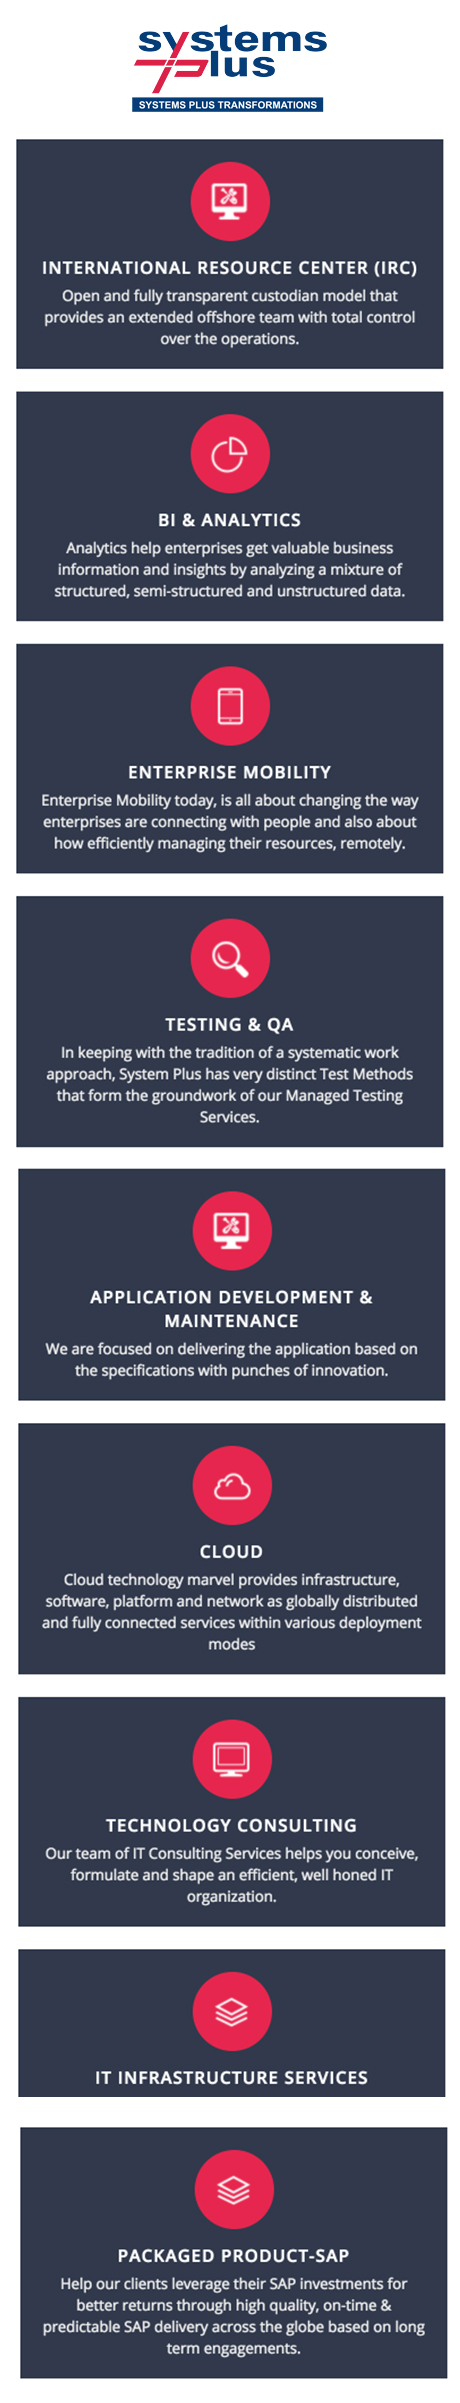 systems
plus
SYSTEMS PLUS TRANSFORMATIONS
INTERNATIONAL RESOURCE CENTER (IRC)
Open and fully transparent custodian model that
provides an extended offshore team with total control
over the operations.
BI & ANALYTICS
Analytics help enterprises get valuable business
information and insights by analyzing a mixture of
structured, semi-structured and unstructured data.
ENTERPRISE MOBILITY
Enterprise Mobility today, is all about changing the way
enterprises are connecting with people and also about
how efficiently managing their resources, remotely.
TESTING & QA
In keeping with the tradition of a systematic work
approach, System Plus has very distinct Test Methods
that form the groundwork of our Managed Testing
Services.
APPLICATION DEVELOPMENT &
MAINTENANCE
We are focused on delivering the application based on
the specifications with punches of innovation.
CLOUD
Cloud technology marvel provides infrastructure,
software, platform and network as globally distributed
and fully connected services within various deployment
modes
TECHNOLOGY CONSULTING
Our team of IT Consulting Services helps you conceive,
formulate and shape an efficient, well honed IT
organization.
IT INFRASTRUCTURE SERVICES
PACKAGED PRODUCT-SAP
Help our clients leverage their SAP investments for
better returns through high quality, on-time &
predictable SAP delivery across the globe based on long
term engagements.